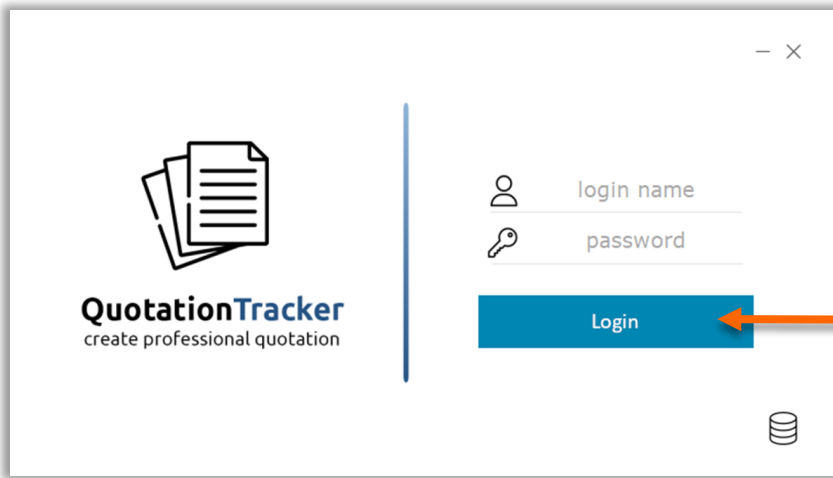 QuotationTracker
create professional quotation
login name
password
Login